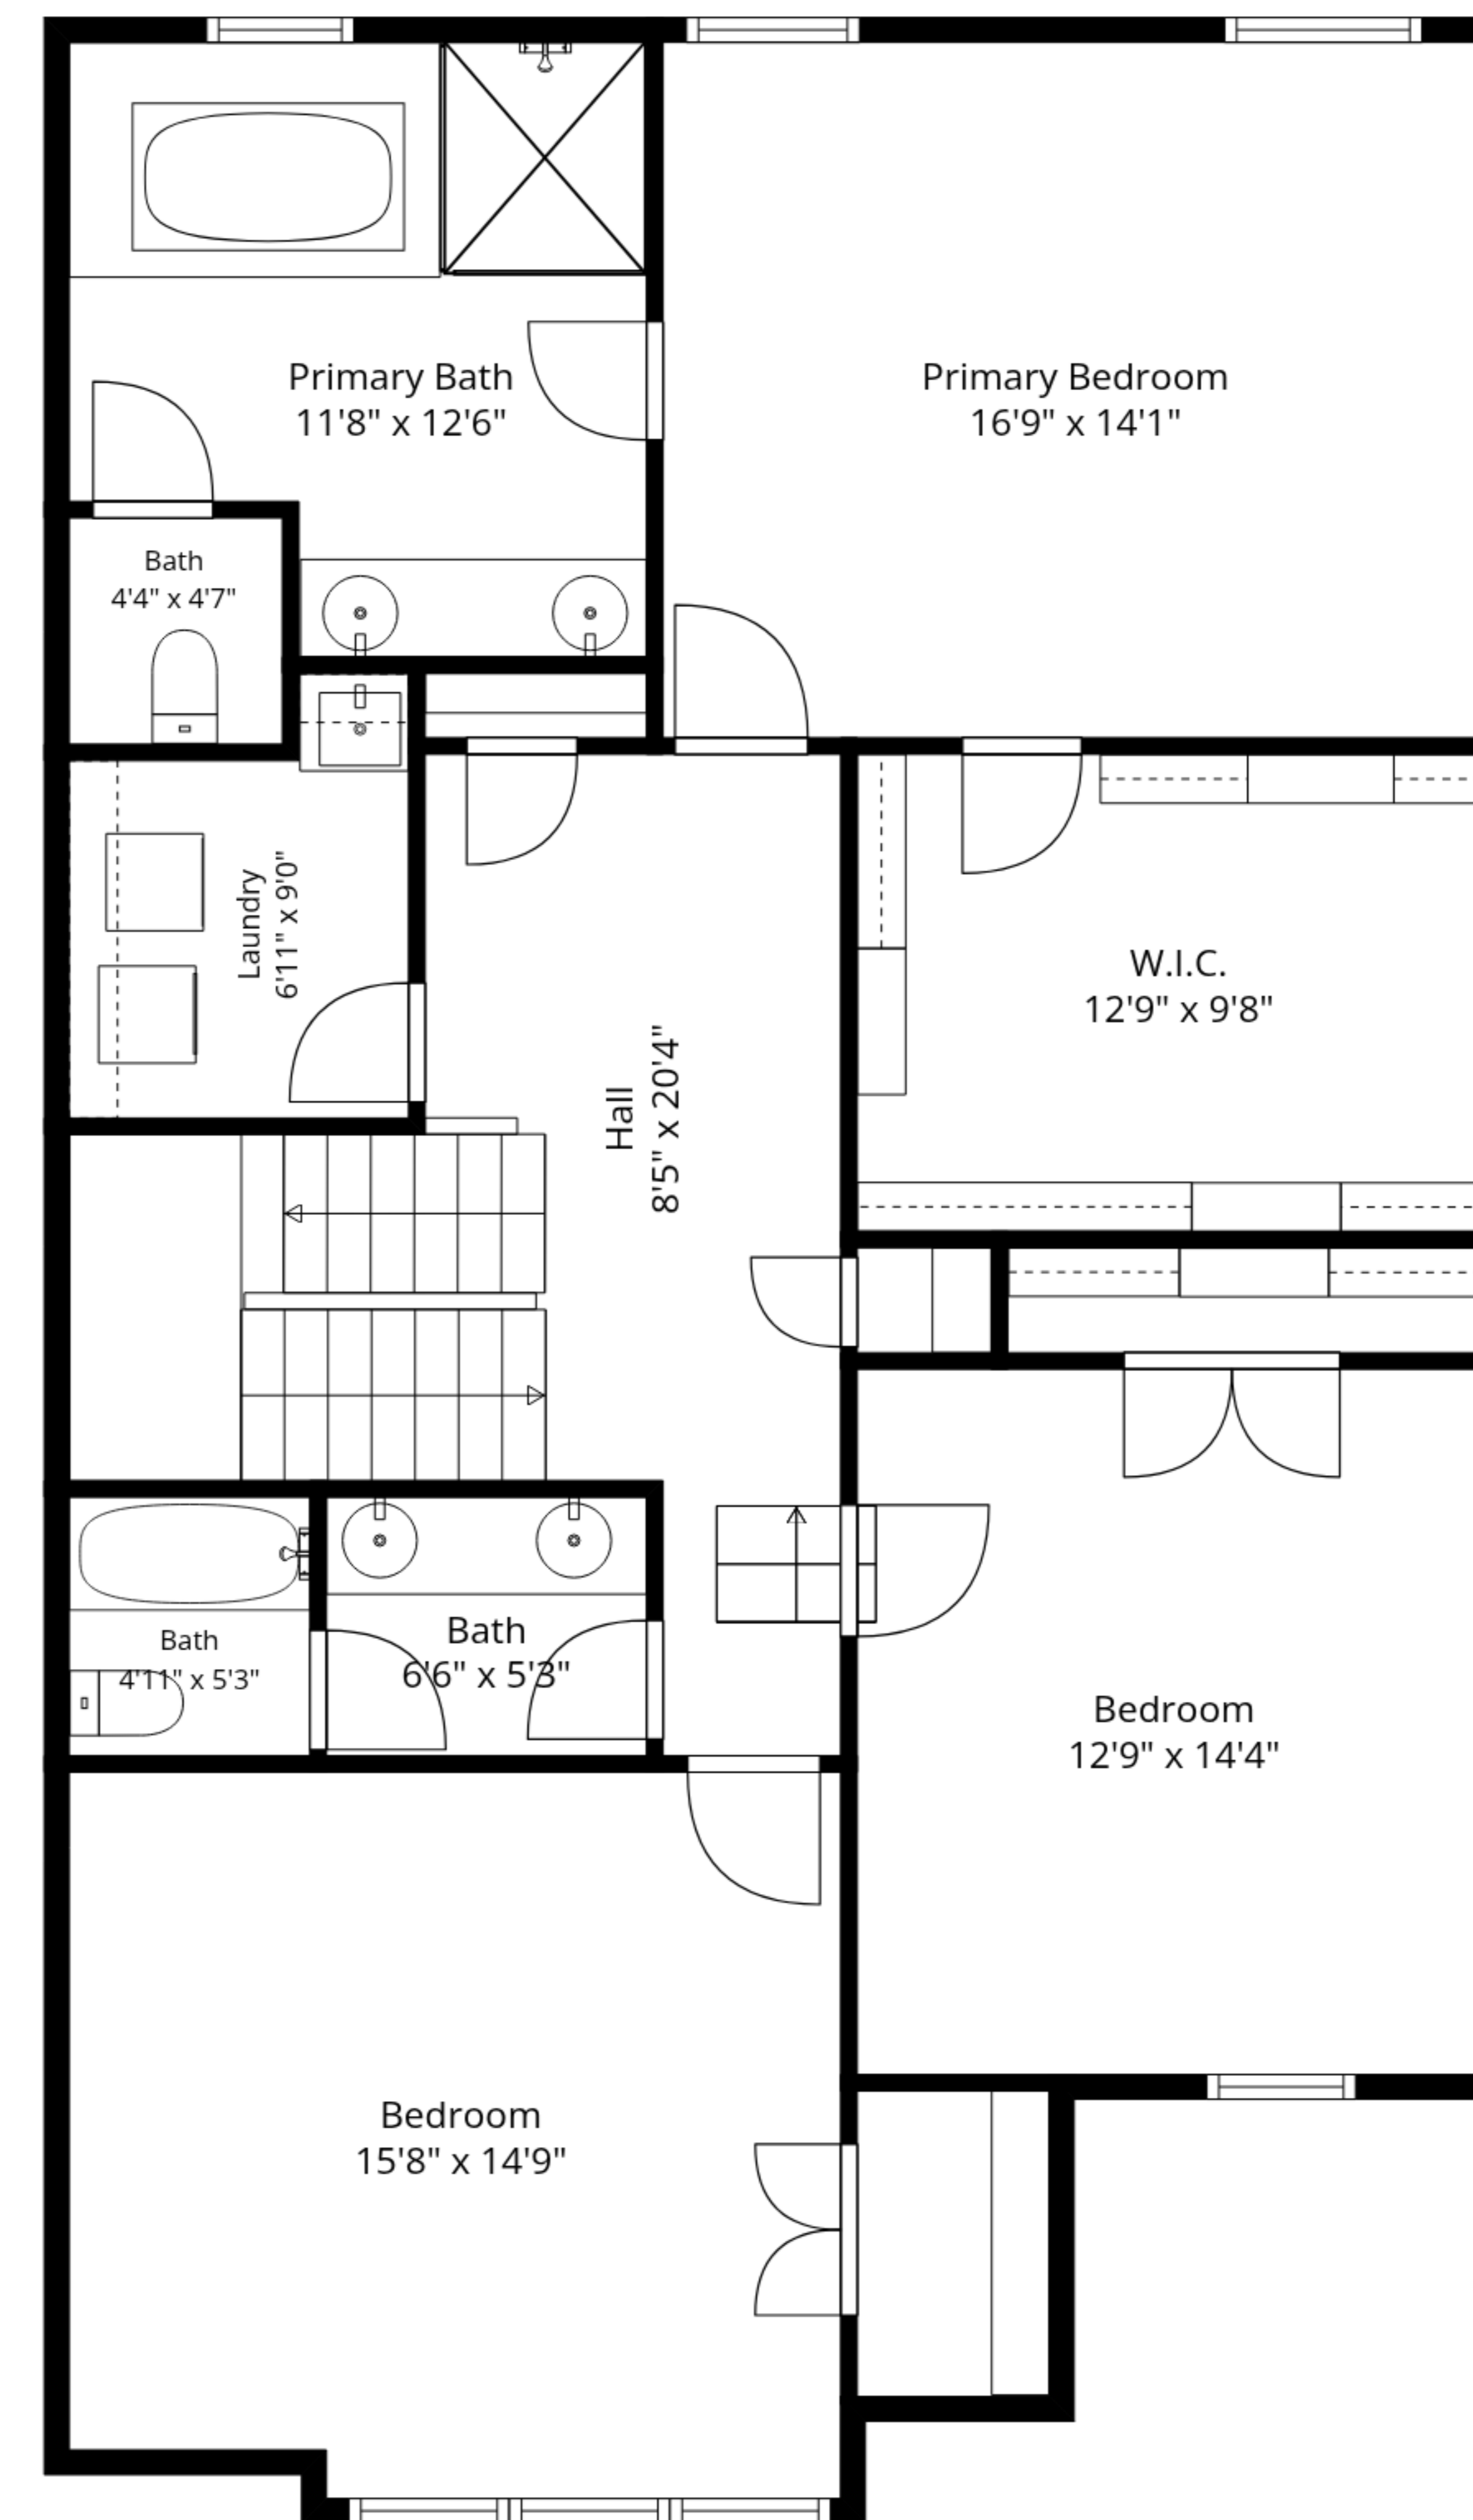 Primary Bath
11'8" x 12'6"
Primary Bedroom
16'9" x 14'1"
Bath
4'4" x 4'7"
Laundry
6'11" x 9'0"
Hall
8'5" x 20'4"
W.I.C.
12'9" x 9'8"
Bath
4'11" x 5'3"
Bath
6'6" x 5'3"
Bedroom
12'9" x 14'4"
Bedroom
15'8" x 14'9"